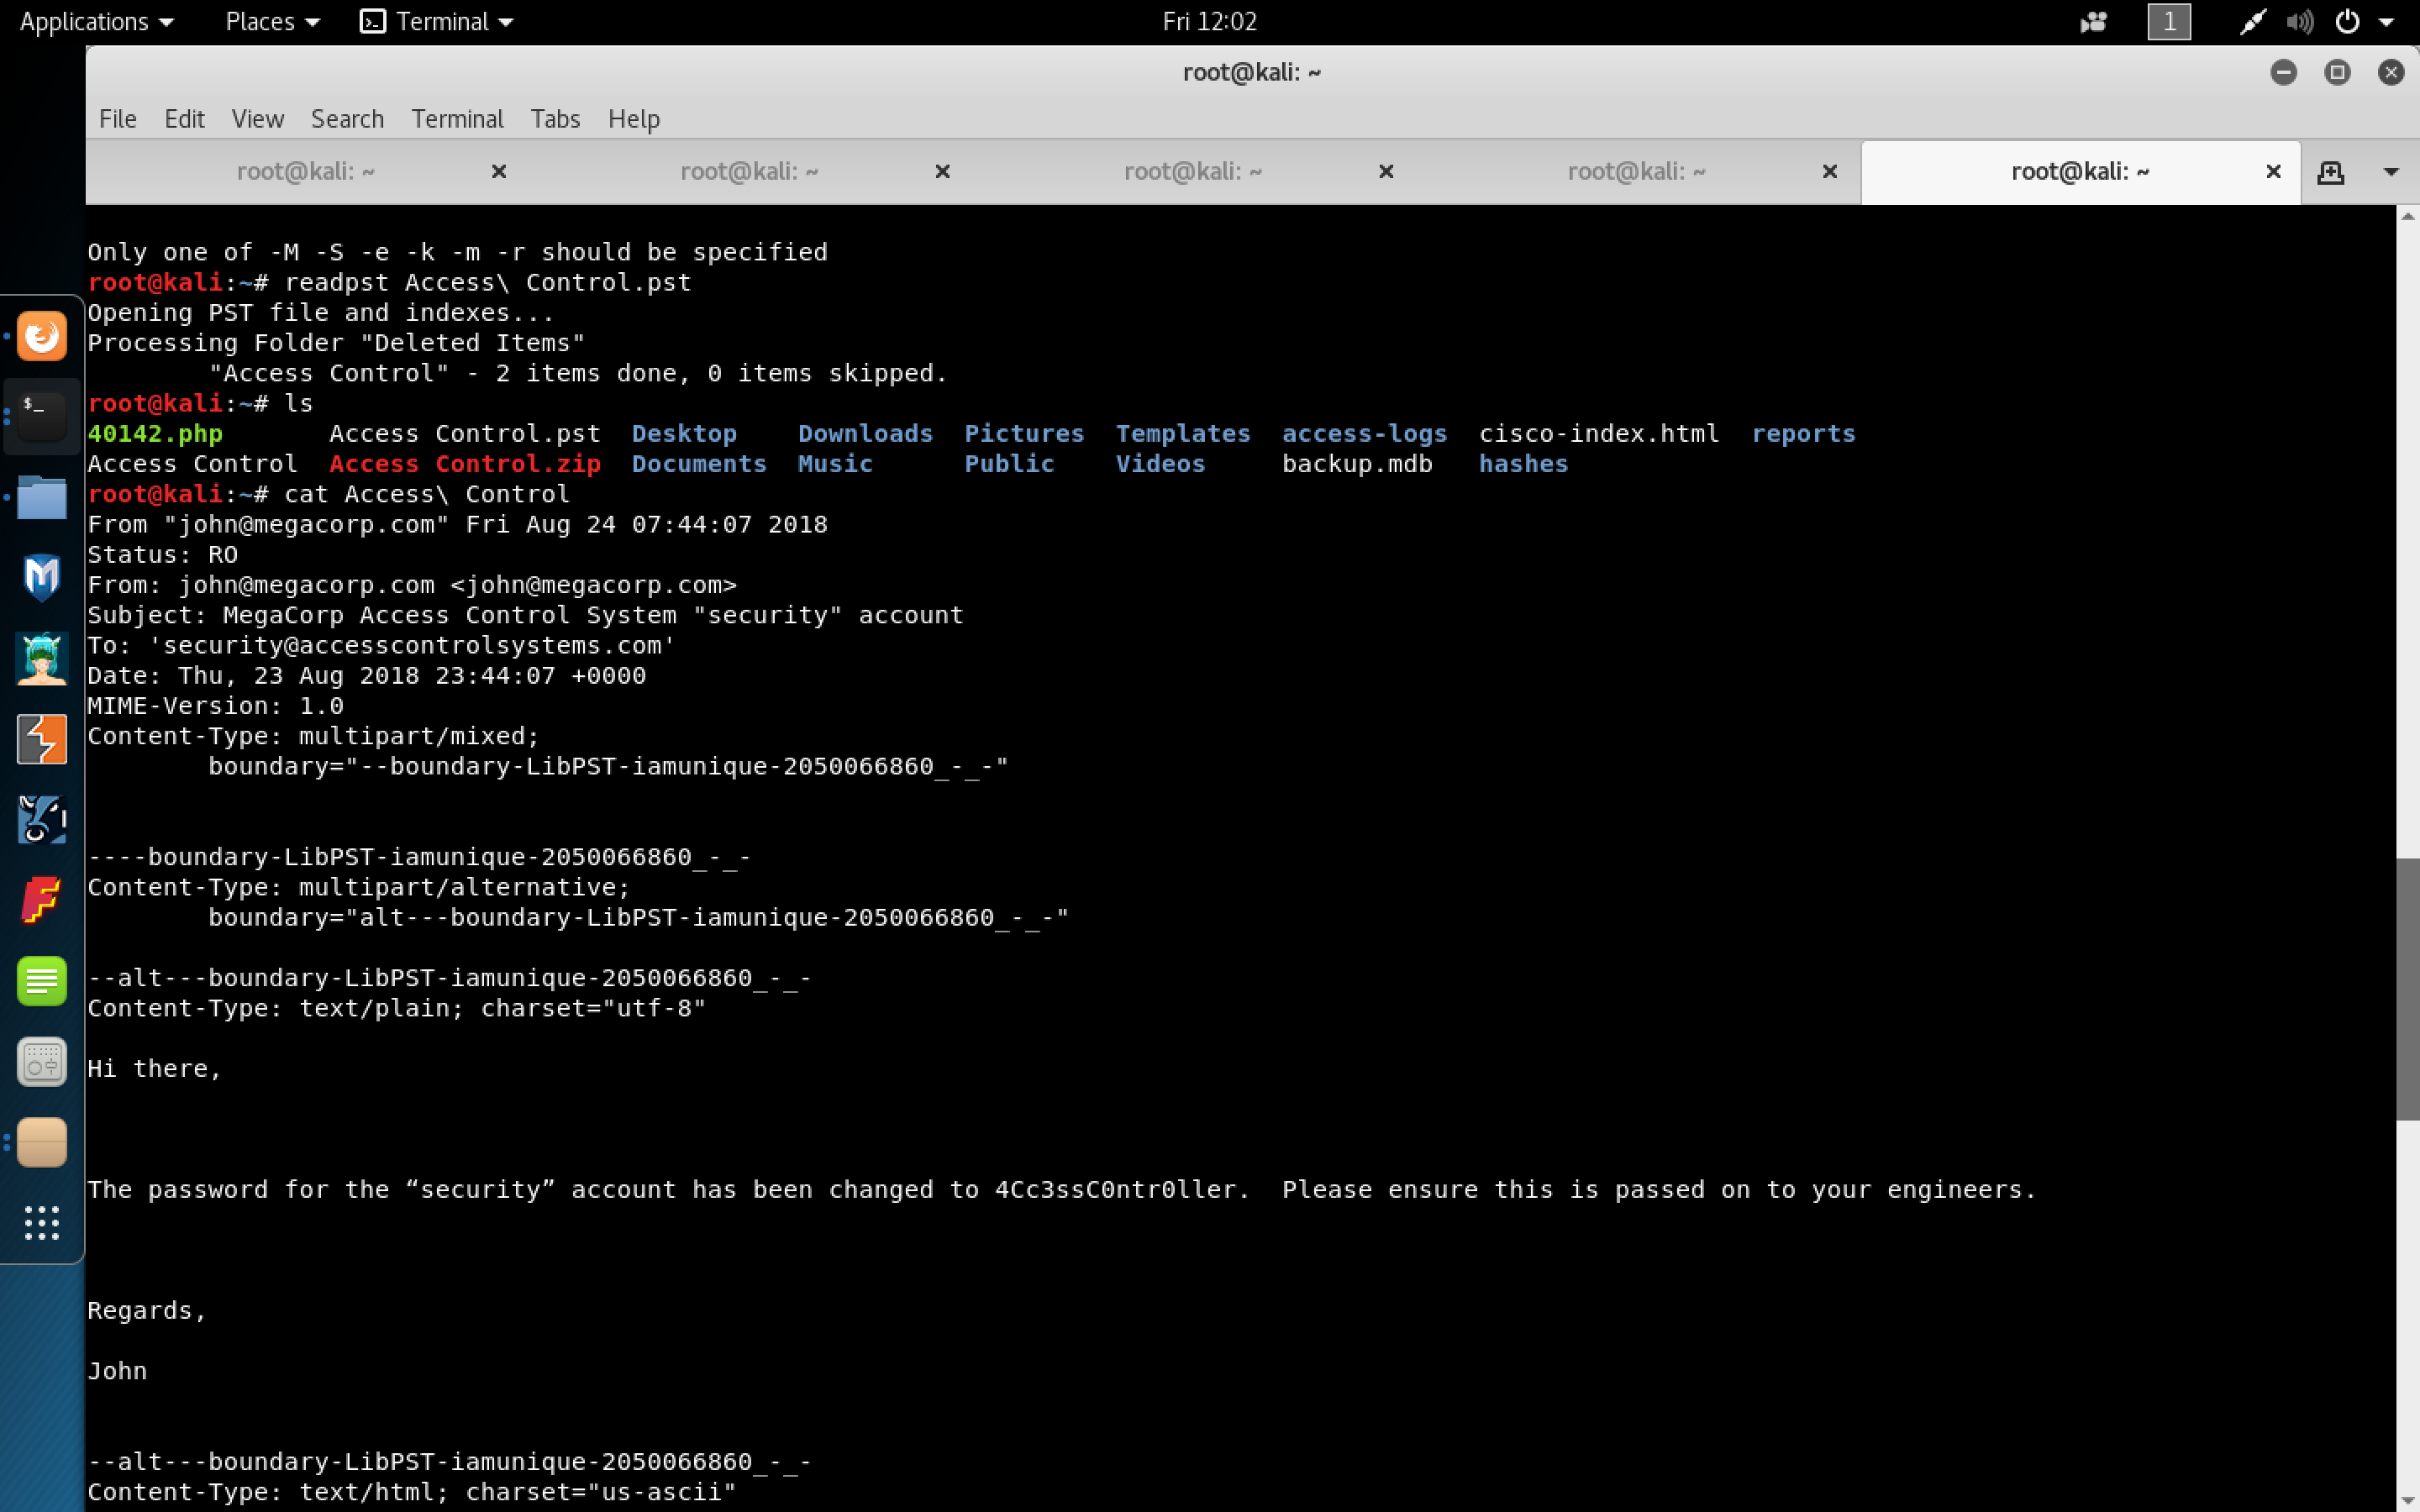 Applications Places Terminal Fri 12:02 1
root@kali: ~
File Edit View Search Terminal Tabs Help
root@kali: ~ root@kali: ~ root@kali: ~ root@kali: ~ root@kali: ~
Only one of -M -S -e -k -m -r should be specified
root@kali:~# readpst Access\ Control.pst
Opening PST file and indexes...
Processing Folder "Deleted Items"
        "Access Control" - 2 items done, 0 items skipped.
root@kali:~# ls
40142.php       Access Control.pst  Desktop    Downloads  Pictures  Templates  access-logs  cisco-index.html  reports
Access Control  Access Control.zip  Documents  Music      Public    Videos     backup.mdb   hashes
root@kali:~# cat Access\ Control
From "john@megacorp.com" Fri Aug 24 07:44:07 2018
Status: RO
From: john@megacorp.com <john@megacorp.com>
Subject: MegaCorp Access Control System "security" account
To: 'security@accesscontrolsystems.com'
Date: Thu, 23 Aug 2018 23:44:07 +0000
MIME-Version: 1.0
Content-Type: multipart/mixed;
        boundary="--boundary-LibPST-iamunique-2050066860_-_-"
----boundary-LibPST-iamunique-2050066860_-_-
Content-Type: multipart/alternative;
        boundary="alt---boundary-LibPST-iamunique-2050066860_-_-"
--alt---boundary-LibPST-iamunique-2050066860_-_-
Content-Type: text/plain; charset="utf-8"
Hi there,
The password for the “security” account has been changed to 4Cc3ssC0ntr0ller.  Please ensure this is passed on to your engineers.
Regards,
John
--alt---boundary-LibPST-iamunique-2050066860_-_-
Content-Type: text/html; charset="us-ascii"